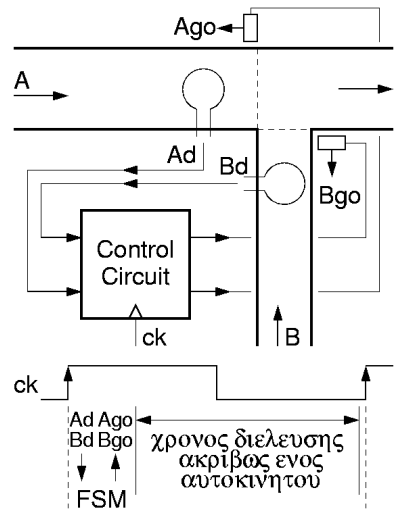 Ago
A
Ad
Bd
Bgo
Control
Circuit
ck
B
ck
Ad Ago
Bd Bgo
FSM
χρονος διελευσης
ακριβως ενος
αυτοκινητου